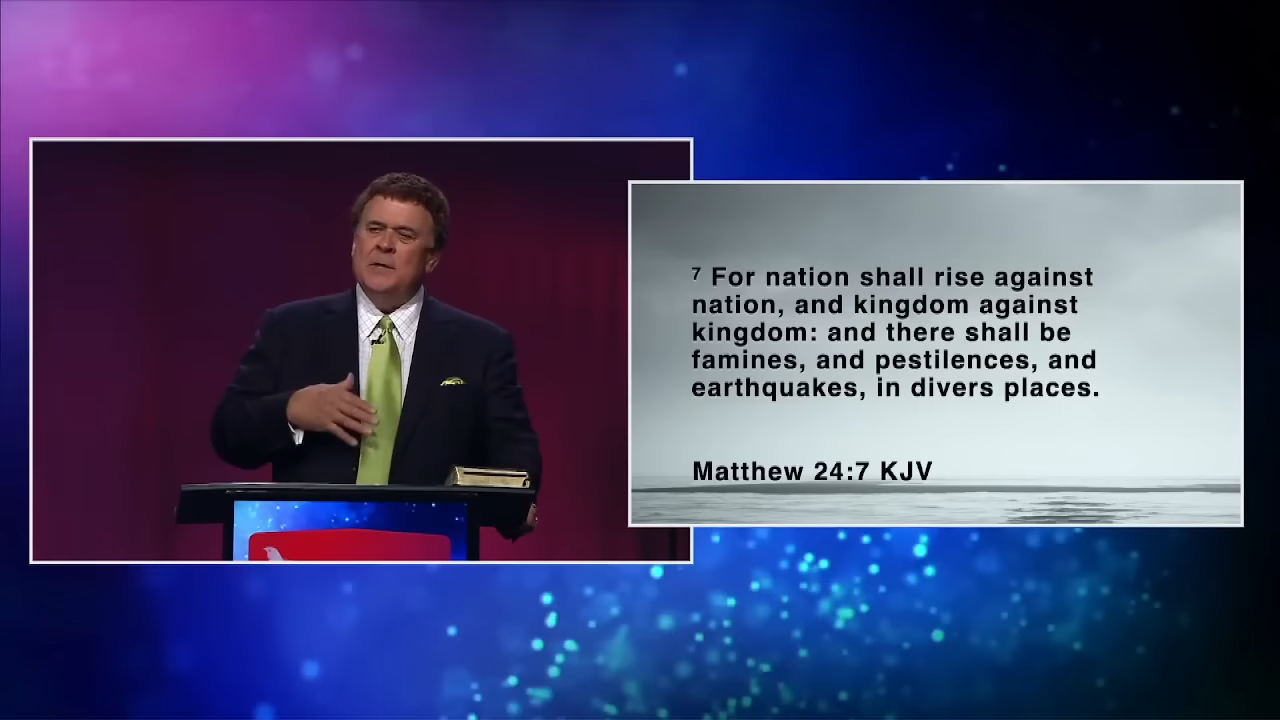 7 For nation shall rise against
nation, and kingdom against
kingdom: and there shall be
famines, and pestilences, and
earthquakes, in divers places.
Matthew 24:7 KJV